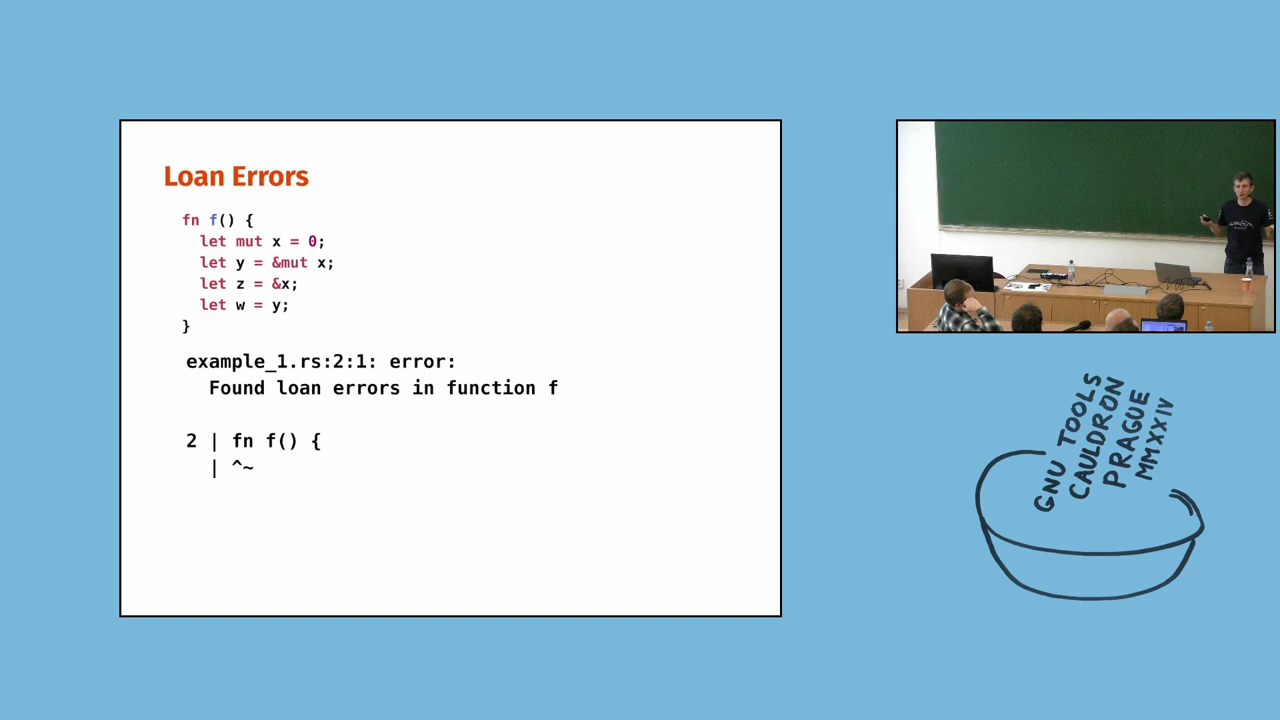 Loan Errors
fn f() {
let mut x = 0;
let y = &mut x;
let z = &x;
let w = y;
}
example_1.rs:2:1: error:
Found loan errors in function f
2 | fn f() {
| ^~
GNU TOOLS
CAULDRON
PRAGUE
MMXXIV